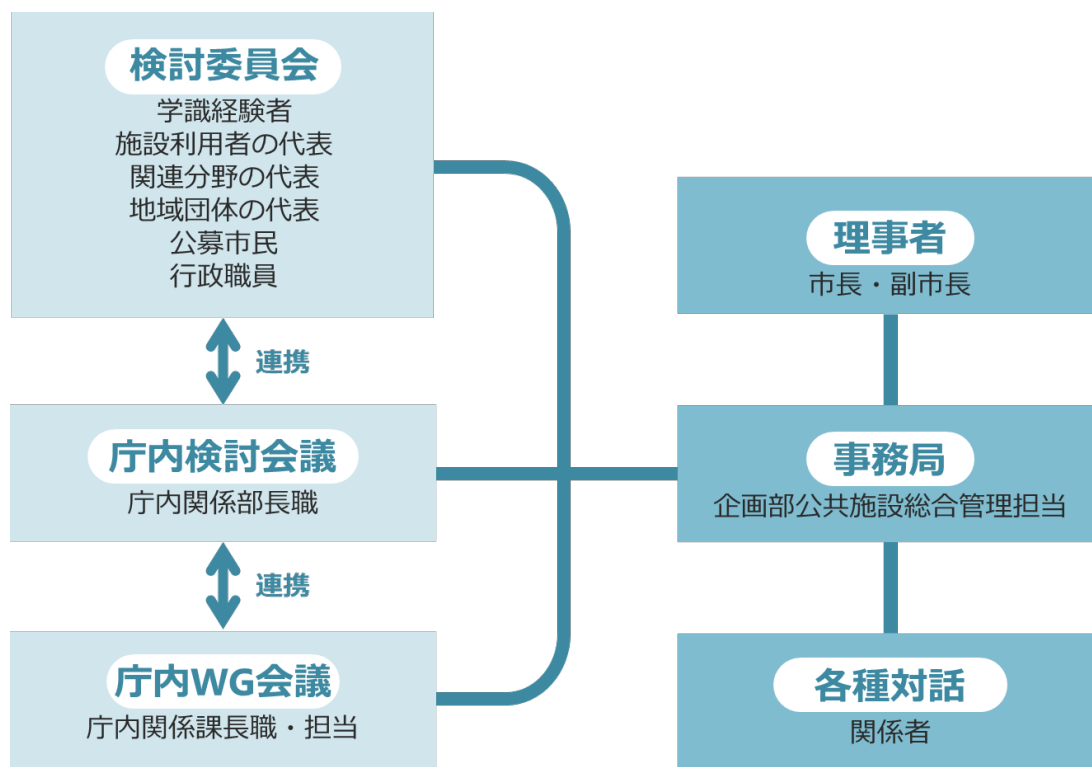 検討委員会
学識経験者
施設利用者の代表
関連分野の代表
地域団体の代表
公募市民
行政職員
連携
庁内検討会議
庁内関係部長職
連携
庁内WG会議
庁内関係課長職・担当
理事者
市長・副市長
事務局
企画部公共施設総合管理担当
各種対話
関係者